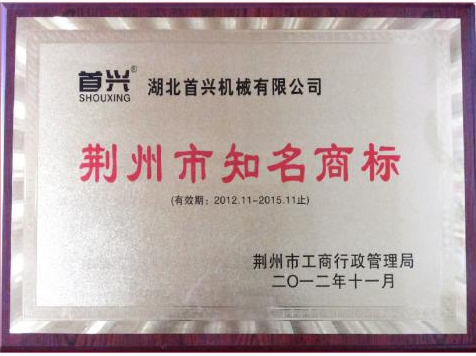 首兴® 湖北首兴机械有限公司
SHOUXING
荆州市知名商标
(有效期：2012.11-2015.11止)
荆州市工商行政管理局
二〇一二年十一月